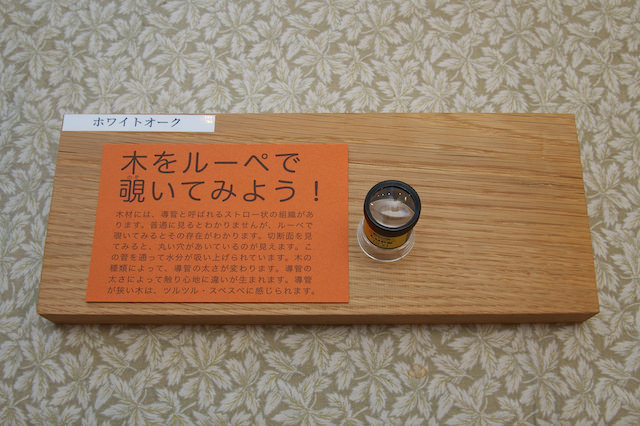 ホワイトオーク
木をルーペで
覗いてみよう！
木材には、導管と呼ばれるストロー状の組織があ
ります。普通に見るとわかりませんが、ルーペで
覗いてみるとその存在がわかります。切断面を見
てみると、丸い穴があいているのが見えます。こ
の管を通って水分が吸い上げられています。木の
種類によって、導管の太さが変わります。導管の
太さによって触り心地に違いが生まれます。導管
が狭い木は、ツルツル・スベスベに感じられます。